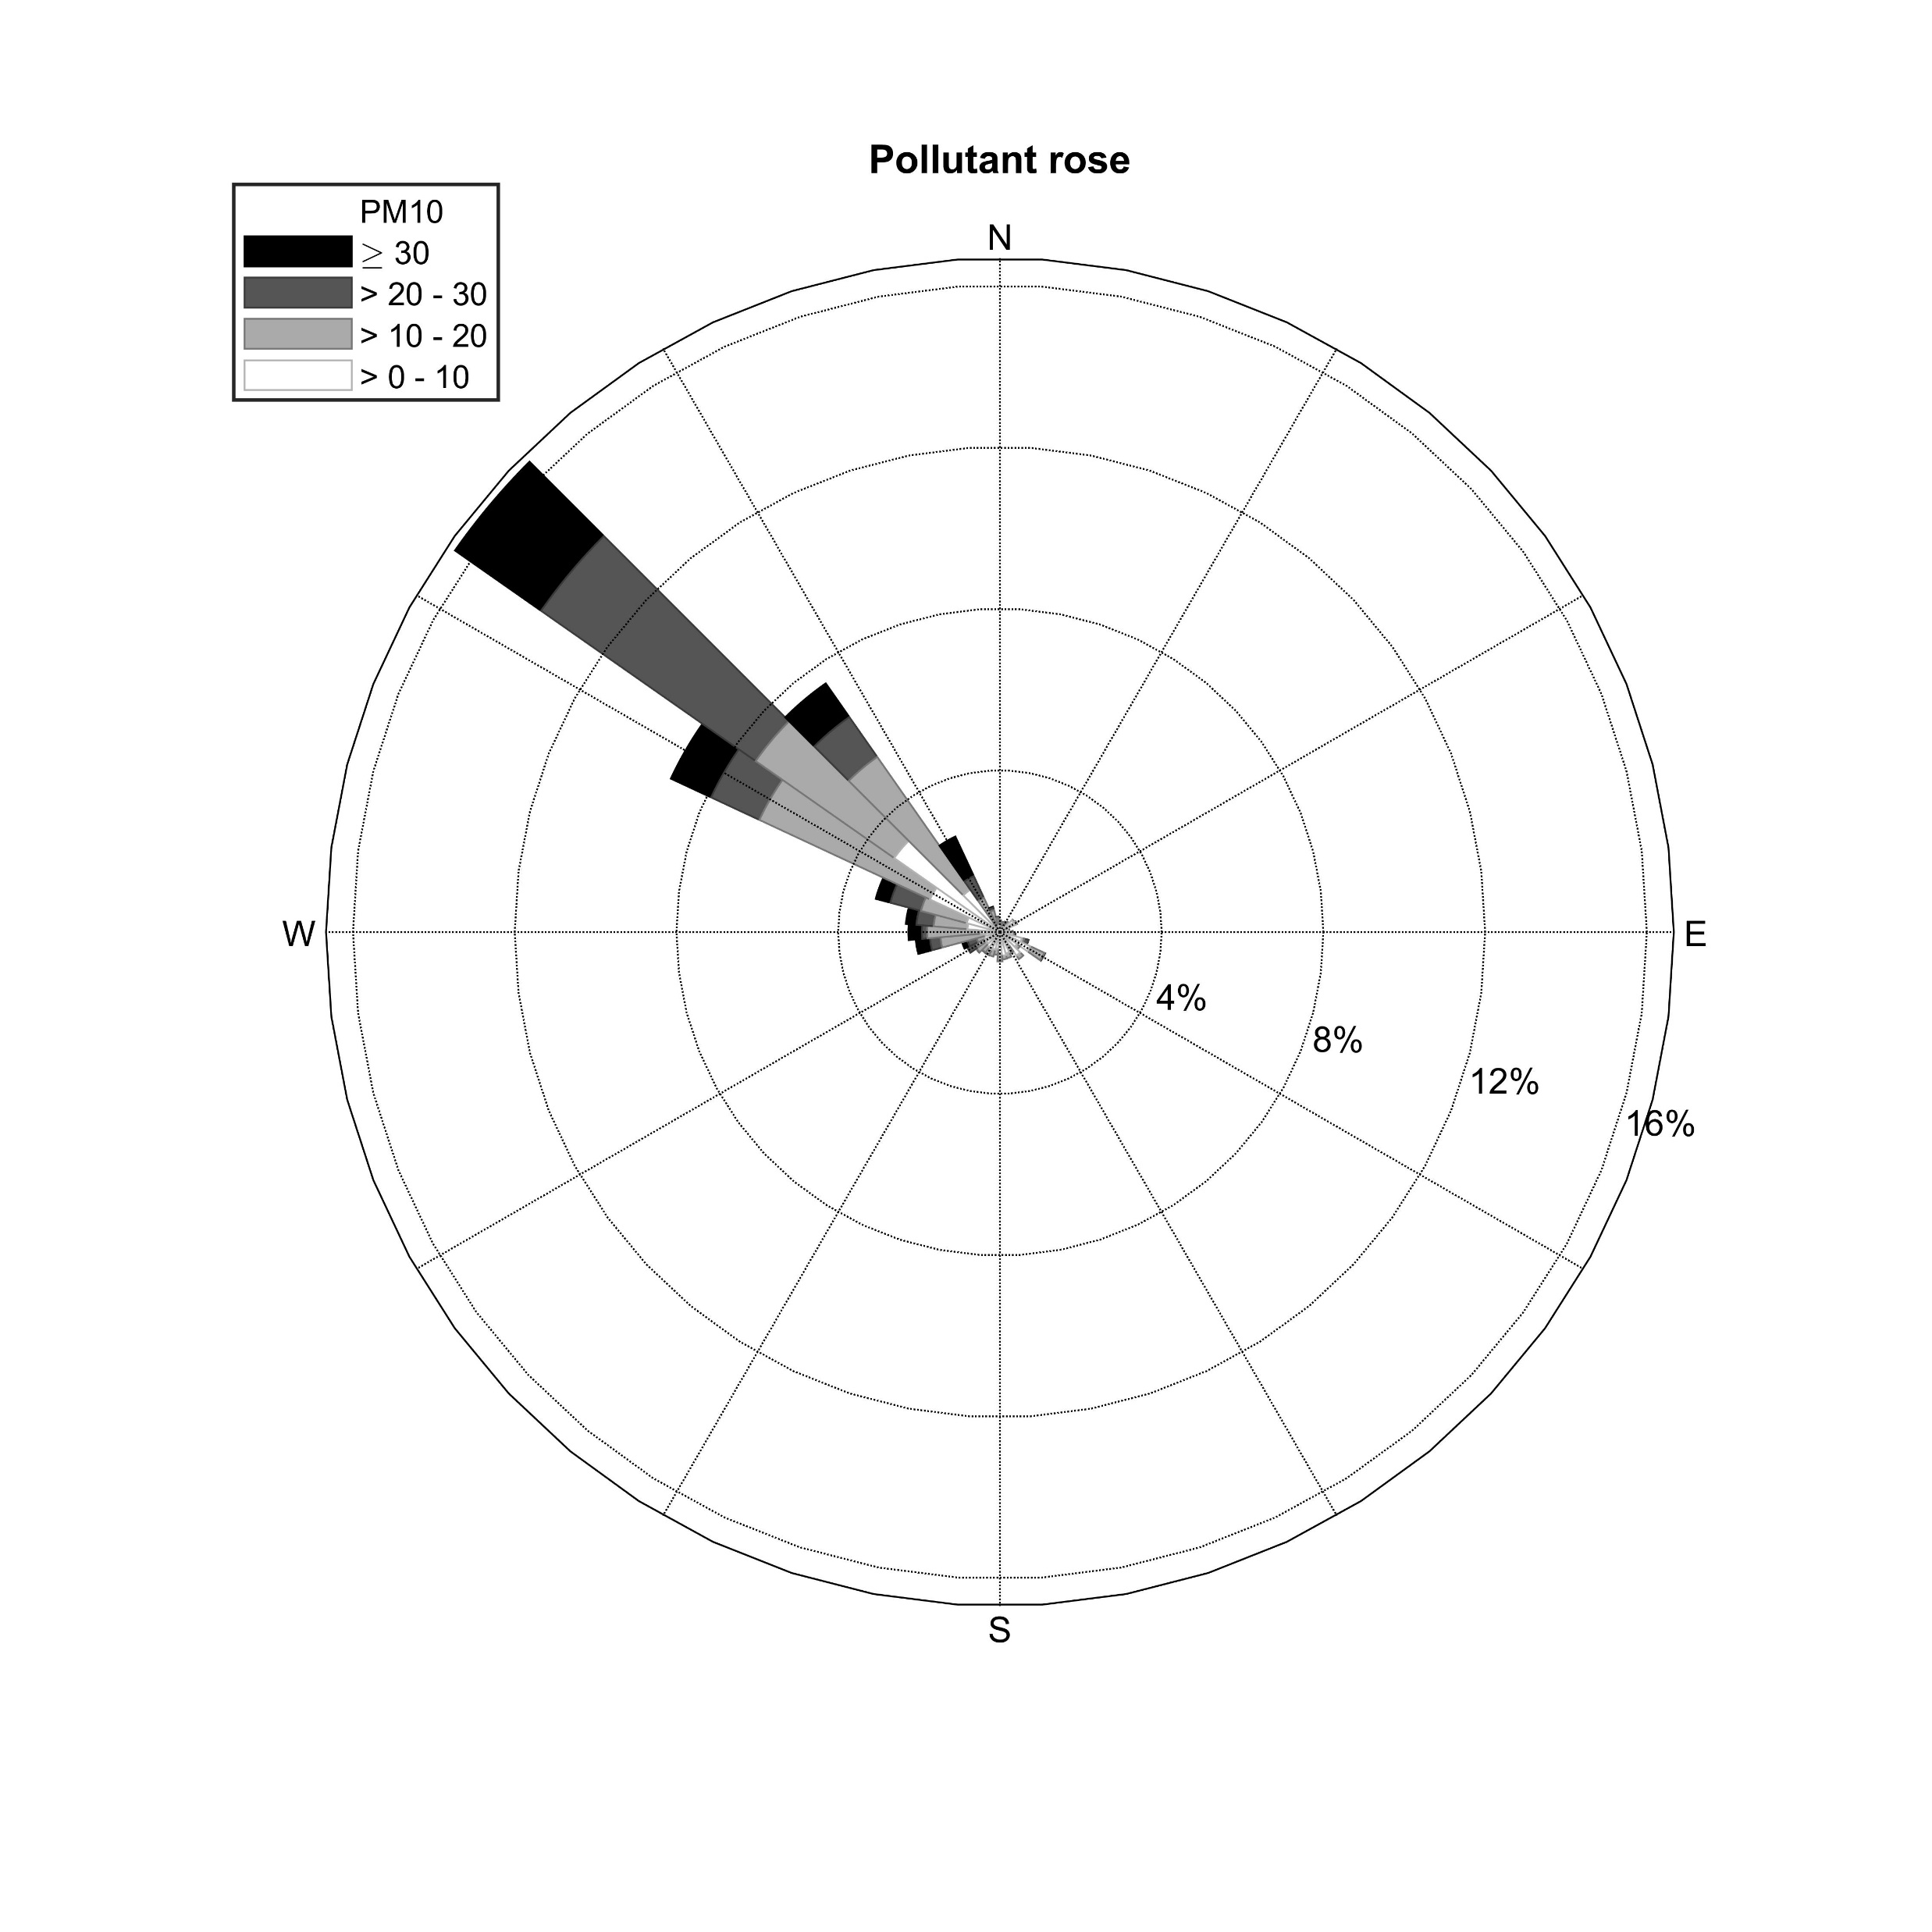 Pollutant rose
PM10
≥ 30
> 20 - 30
> 10 - 20
> 0 - 10
N
W
E
4%
8%
12%
16%
S